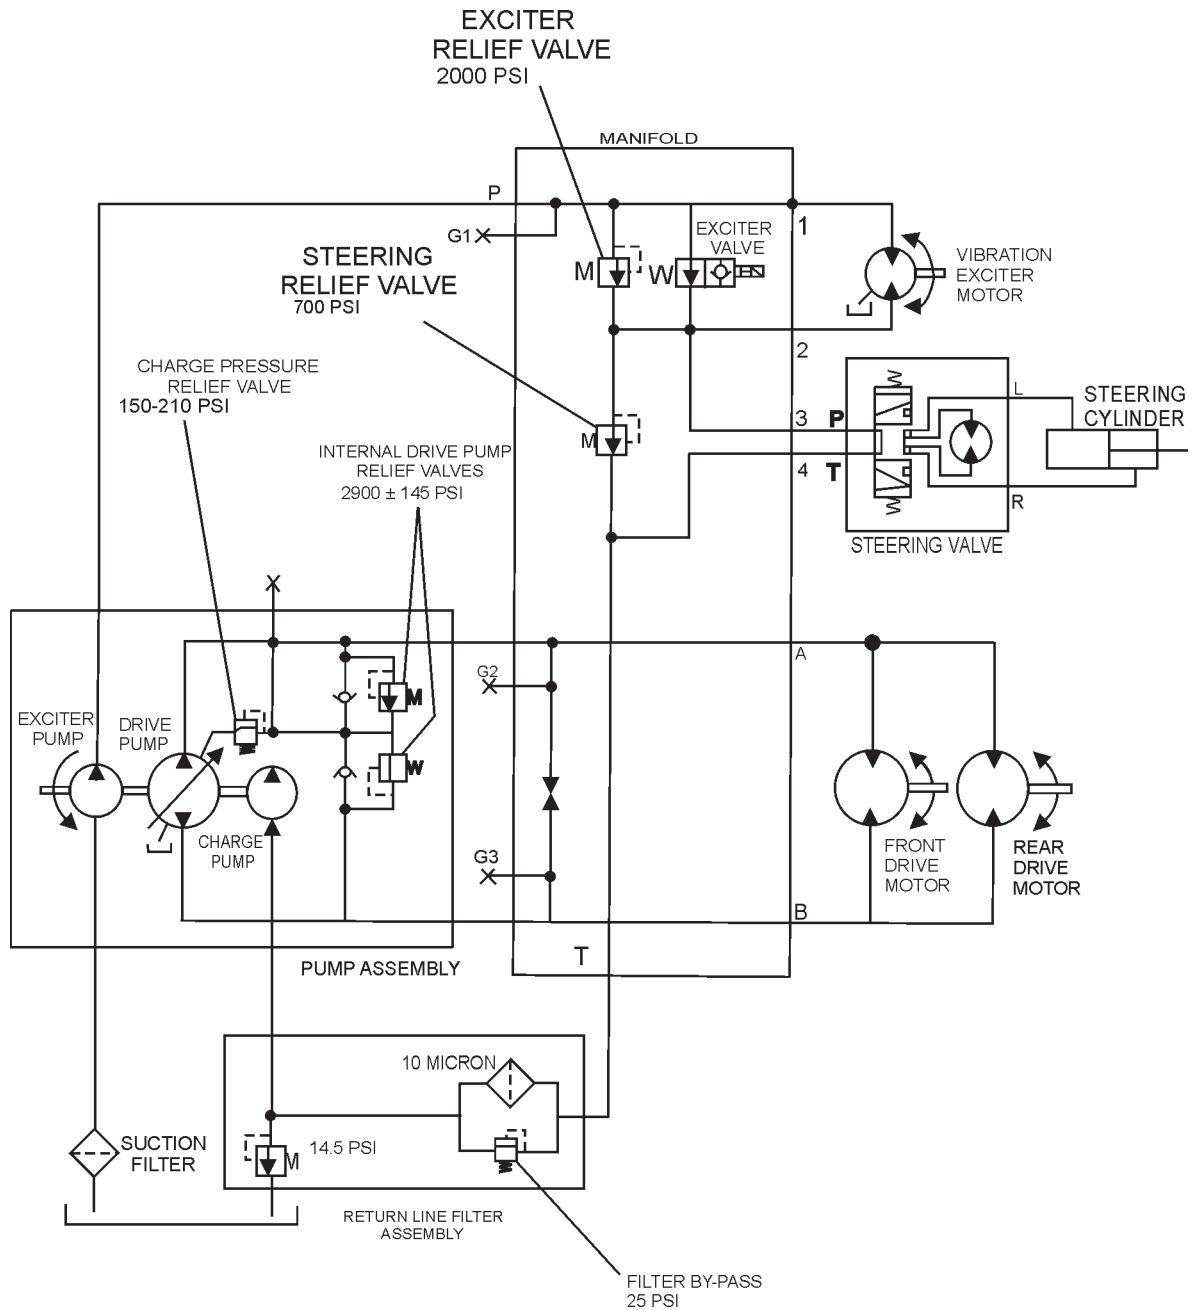 EXCITER
RELIEF VALVE
2000 PSI
MANIFOLD
P
1
G1
EXCITER
VALVE
STEERING
RELIEF VALVE
700 PSI
M
W
VIBRATION
EXCITER
MOTOR
2
CHARGE PRESSURE
RELIEF VALVE
150-210 PSI
L
STEERING
CYLINDER
3
P
M
INTERNAL DRIVE PUMP
RELIEF VALVES
2900 ± 145 PSI
4
T
R
STEERING VALVE
A
G2
M
EXCITER
PUMP
DRIVE
PUMP
W
CHARGE
PUMP
G3
FRONT
DRIVE
MOTOR
REAR
DRIVE
MOTOR
B
T
PUMP ASSEMBLY
10 MICRON
SUCTION
FILTER
14.5 PSI
M
W
RETURN LINE FILTER
ASSEMBLY
FILTER BY-PASS
25 PSI